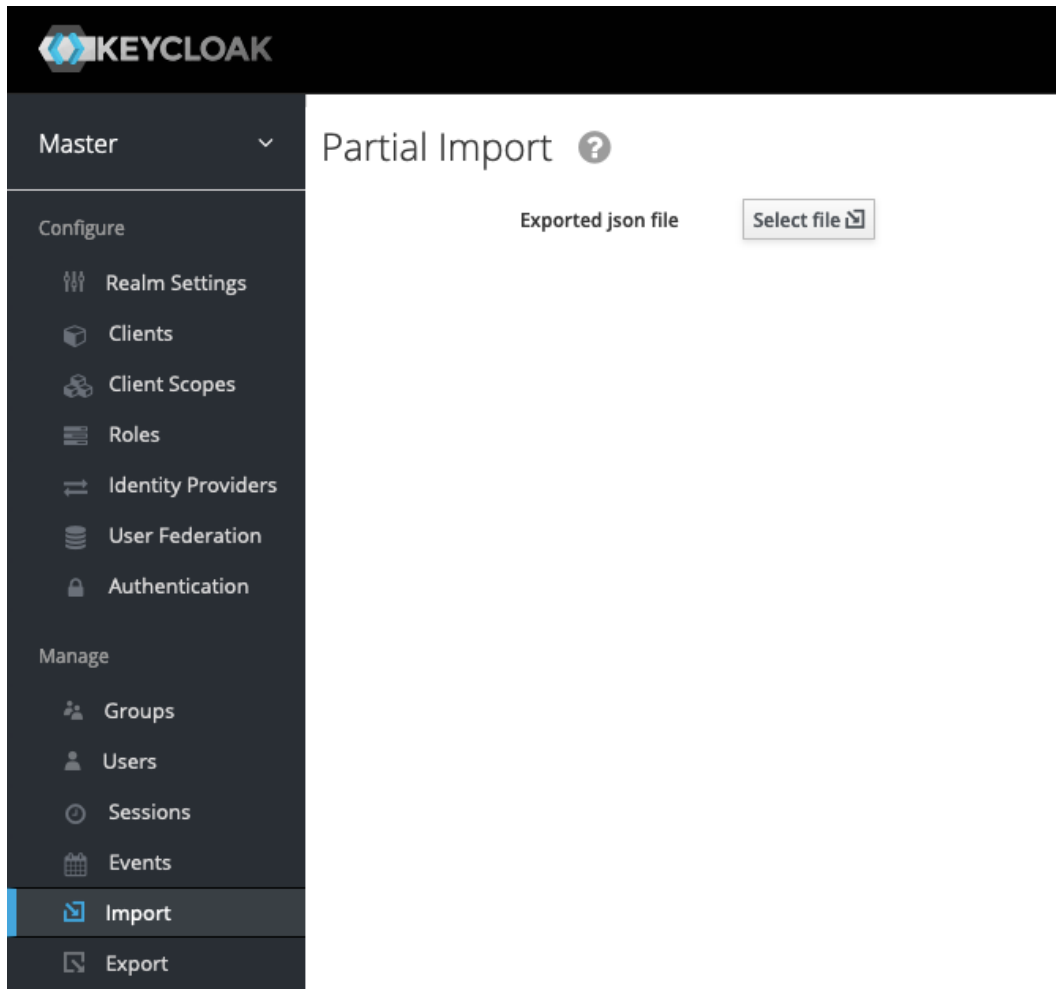 KEYCLOAK
Master
Partial Import
Exported json file
Select file
Configure
Realm Settings
Clients
Client Scopes
Roles
Identity Providers
User Federation
Authentication
Manage
Groups
Users
Sessions
Events
Import
Export